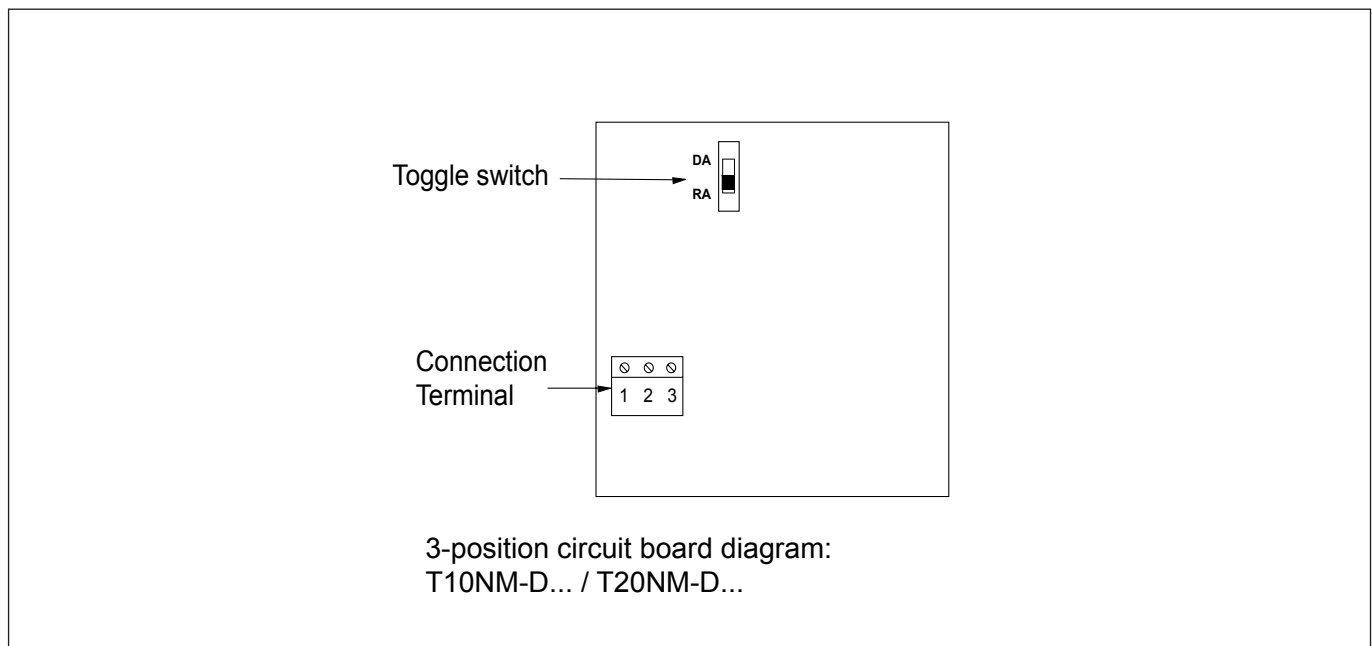 DA
Toggle switch
RA
Connection
Terminal
1 2 3
3-position circuit board diagram:
T10NM-D... / T20NM-D...